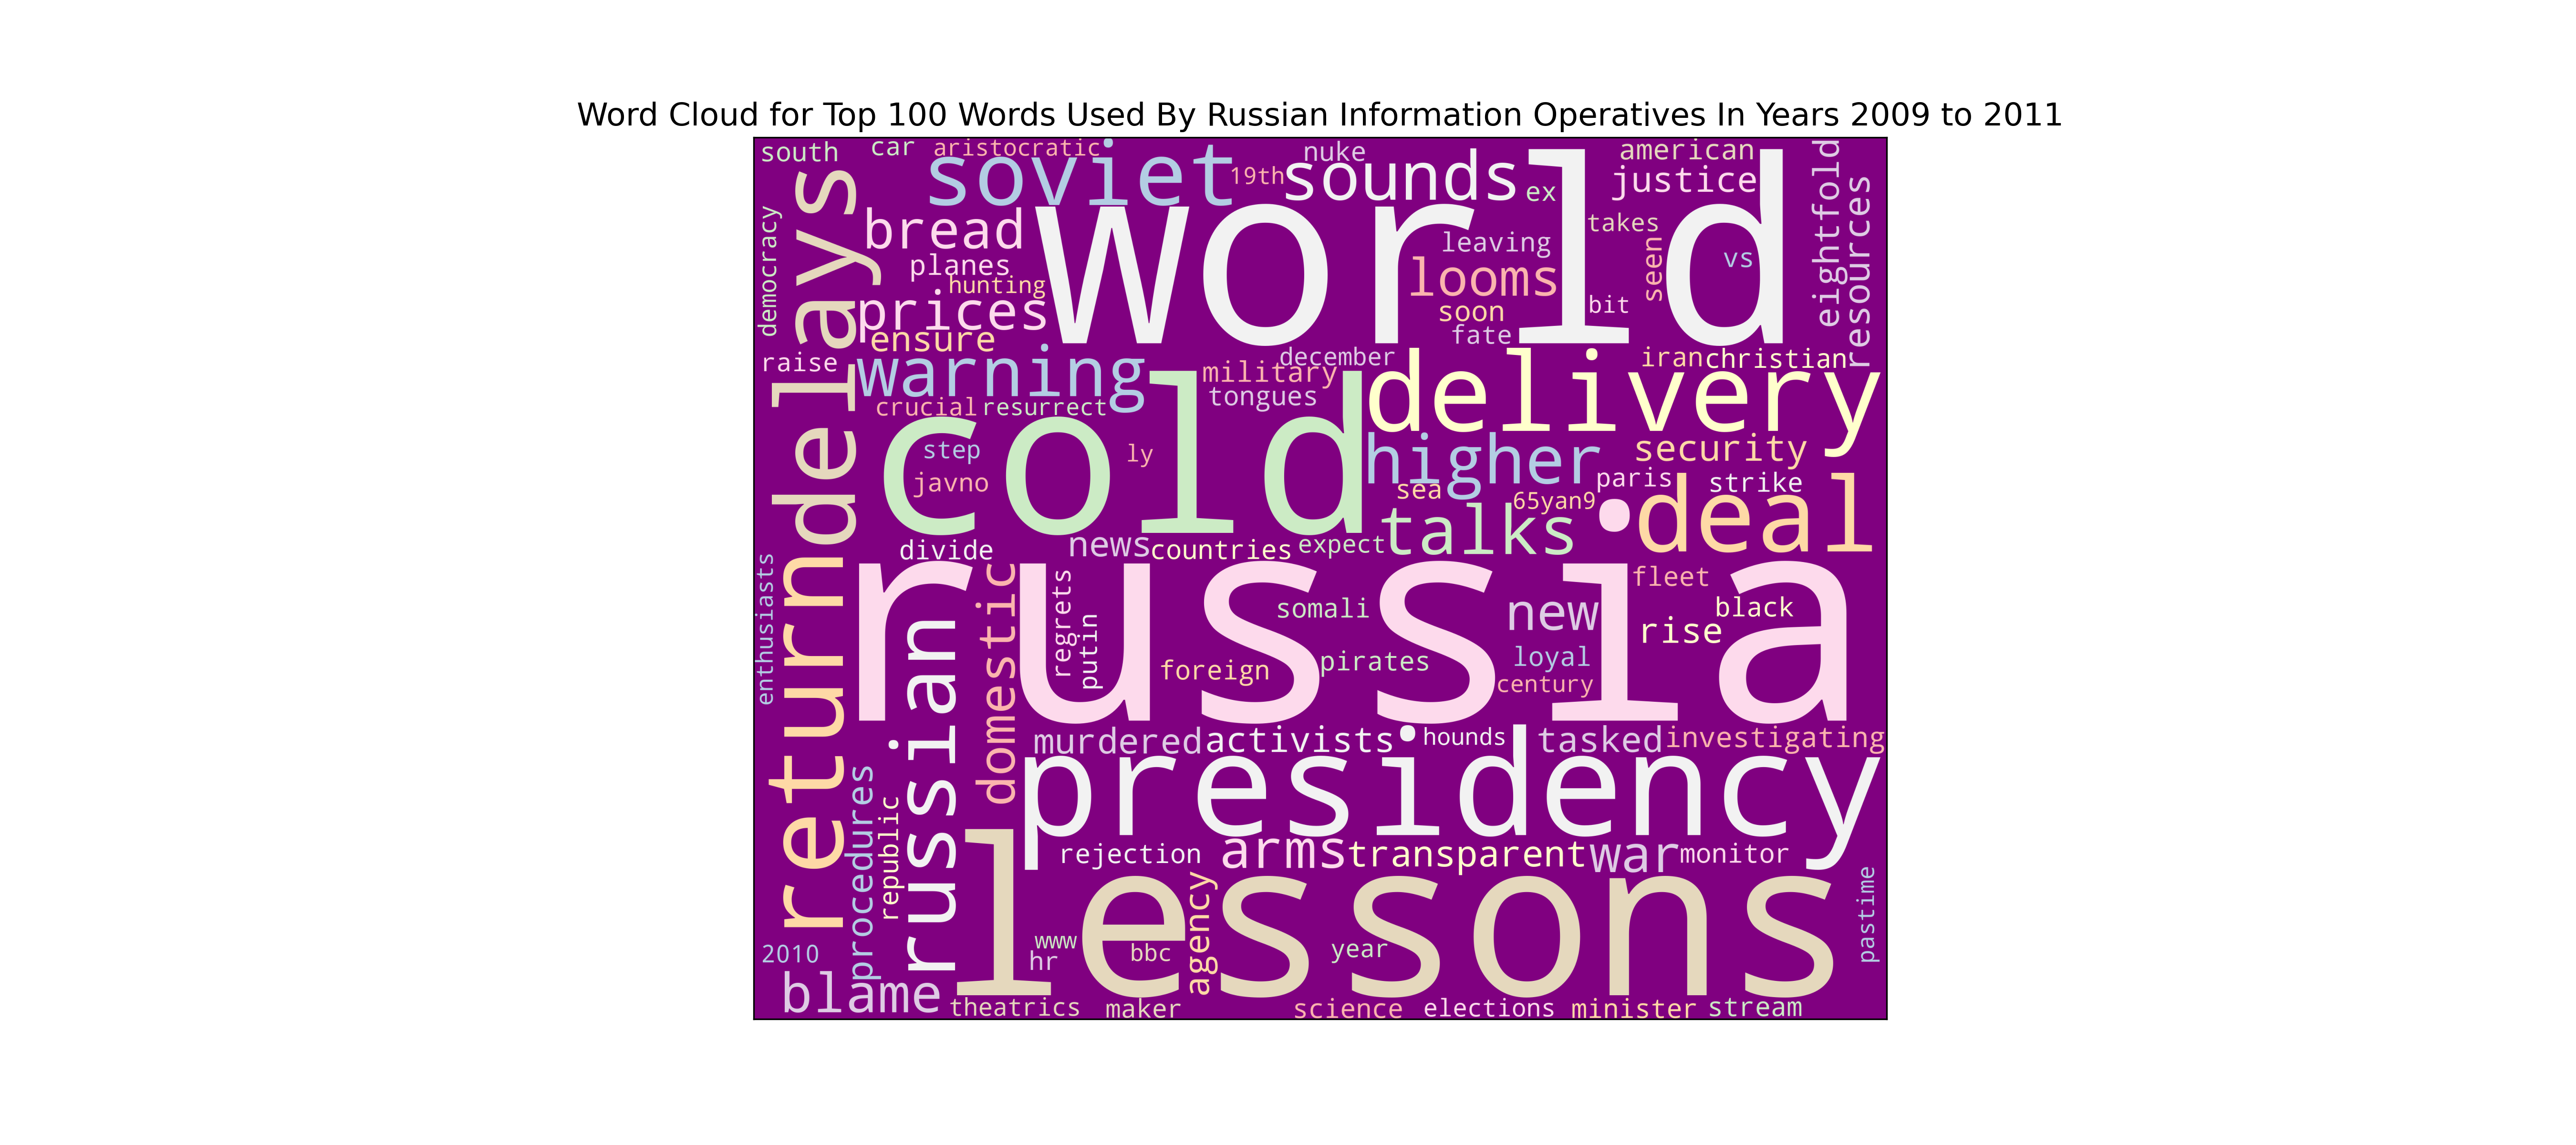 Word Cloud for Top 100 Words Used By Russian Information Operatives In Years 2009 to 2011
south
car
aristocratic
soviet
19th
nuke
sounds
ex
american
justice
eightfold
resources
democracy
delays
bread
world
takes
leaving
planes
looms
seen
vs
hunting
prices
soon
bit
ensure
fate
raise
warning
december
military
iran
christian
tongues
delivery
crucial
resurrect
cold
step
ly
higher
security
javno
sea
paris
strike
65yan9
talks
deal
divide
news
countries
expect
enthusiasts
return
russia
russian
domestic
regrets
putin
somali
new
fleet
black
rise
foreign
pirates
loyal
century
murdered
activists
hounds
tasked
investigating
procedures
republic
presidency
rejection
arms
transparent
war
monitor
lessons
agency
pastime
2010
www
hr
bbc
year
blame
theatrics
maker
science
elections
minister
stream